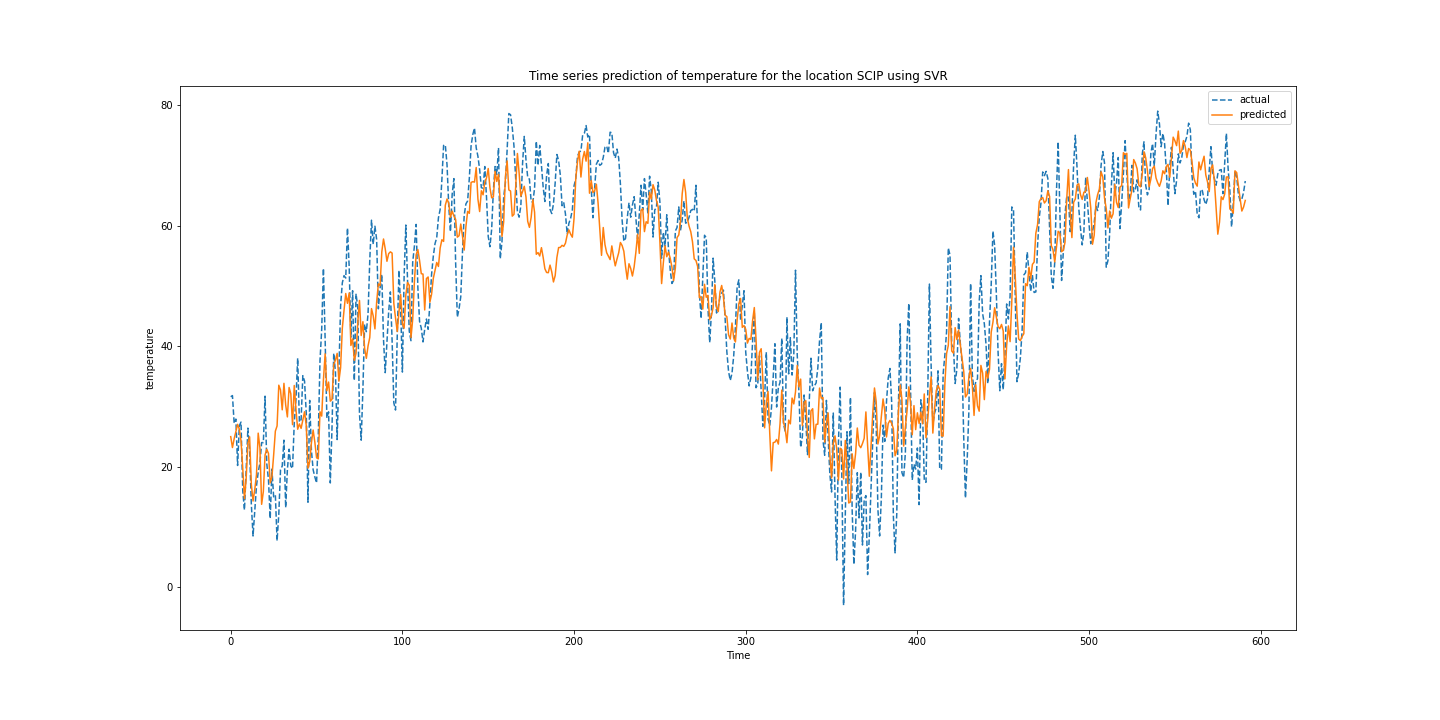 Time series prediction of temperature for the location SCIP using SVR
actual
predicted
80
60
40
20
0
temperature
0 100 200 300 400 500 600
Time